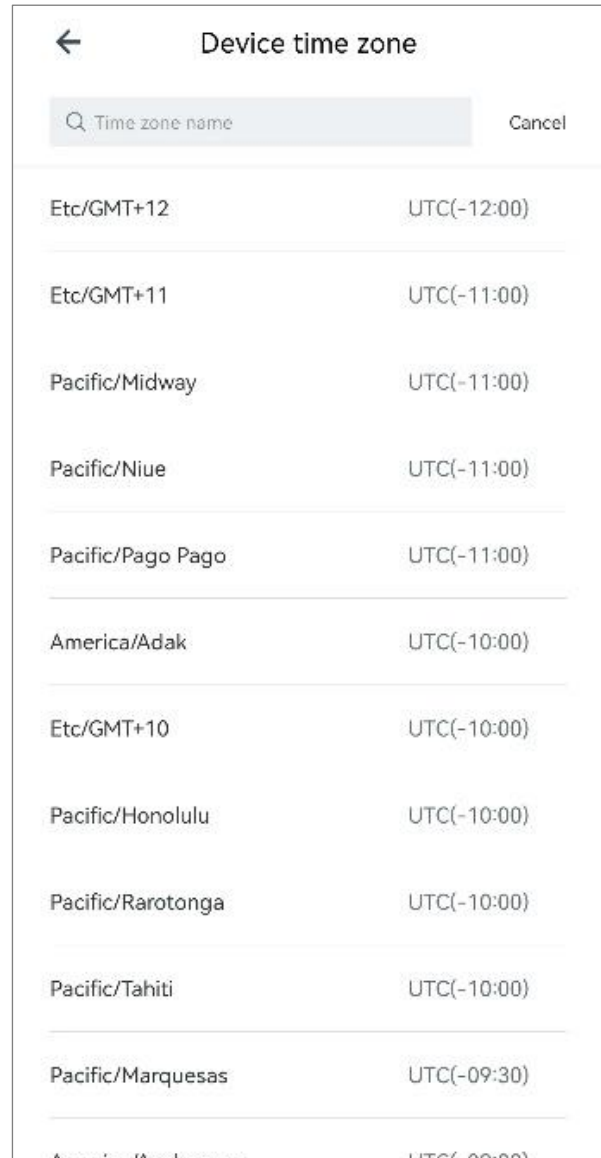 Device time zone
Time zone name Cancel
Etc/GMT+12 UTC(-12:00)
Etc/GMT+11 UTC(-11:00)
Pacific/Midway UTC(-11:00)
Pacific/Niue UTC(-11:00)
Pacific/Pago Pago UTC(-11:00)
America/Adak UTC(-10:00)
Etc/GMT+10 UTC(-10:00)
Pacific/Honolulu UTC(-10:00)
Pacific/Rarotonga UTC(-10:00)
Pacific/Tahiti UTC(-10:00)
Pacific/Marquesas UTC(-09:30)